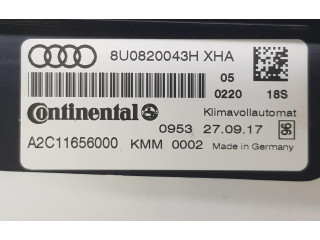 8U0820043H XHA
05
0220 18S
Continental
Klimavollautomat
0953 27.09.17
A2C11656000 KMM 0002 Made in Germany